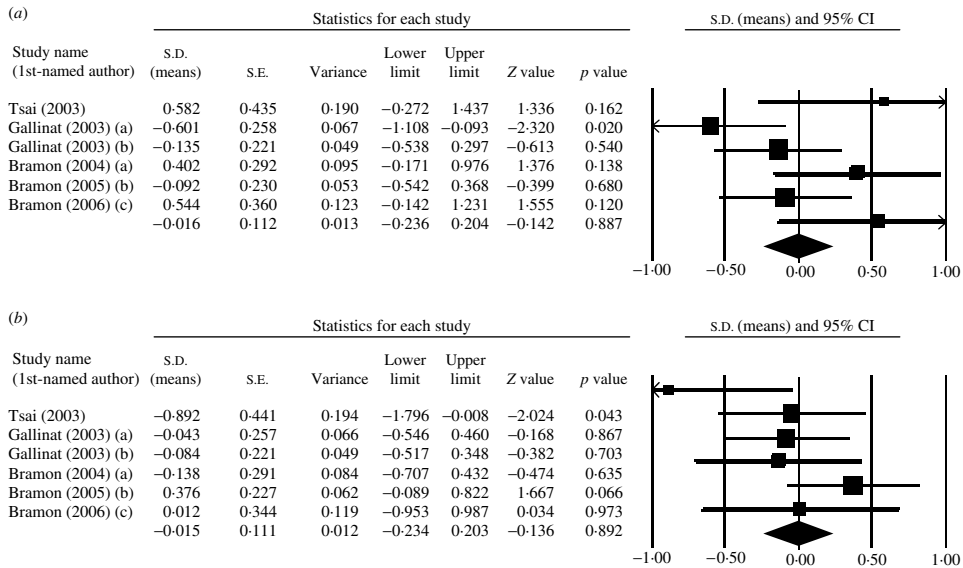 (a)
Statistics for each study S.D. (means) and 95% CI
Study name S.D. Lower Upper
(1st-named author) (means) S.E. Variance limit limit Z value p value
Tsai (2003) 0·582 0·435 0·190 −0·272 1·437 1·336 0·162
Gallinat (2003) (a) −0·601 0·258 0·067 −1·108 −0·093 −2·320 0·020
Gallinat (2003) (b) −0·135 0·221 0·049 −0·538 0·297 −0·613 0·540
Bramon (2004) (a) 0·402 0·292 0·095 −0·171 0·976 1·376 0·138
Bramon (2005) (b) −0·092 0·230 0·053 −0·542 0·368 −0·399 0·680
Bramon (2006) (c) 0·544 0·360 0·123 −0·142 1·231 1·555 0·120
−0·016 0·112 0·013 −0·236 0·204 −0·142 0·887
−1·00 −0·50 0·00 0·50 1·00
(b)
Statistics for each study S.D. (means) and 95% CI
Study name S.D. Lower Upper
(1st-named author) (means) S.E. Variance limit limit Z value p value
Tsai (2003) −0·892 0·441 0·194 −1·796 −0·008 −2·024 0·043
Gallinat (2003) (a) −0·043 0·257 0·066 −0·546 0·460 −0·168 0·867
Gallinat (2003) (b) −0·084 0·221 0·049 −0·517 0·348 −0·382 0·703
Bramon (2004) (a) −0·138 0·291 0·084 −0·707 0·432 −0·474 0·635
Bramon (2005) (b) 0·376 0·227 0·062 −0·089 0·822 1·667 0·066
Bramon (2006) (c) 0·012 0·344 0·119 −0·953 0·987 0·034 0·973
−0·015 0·111 0·012 −0·234 0·203 −0·136 0·892
−1·00 −0·50 0·00 0·50 1·00